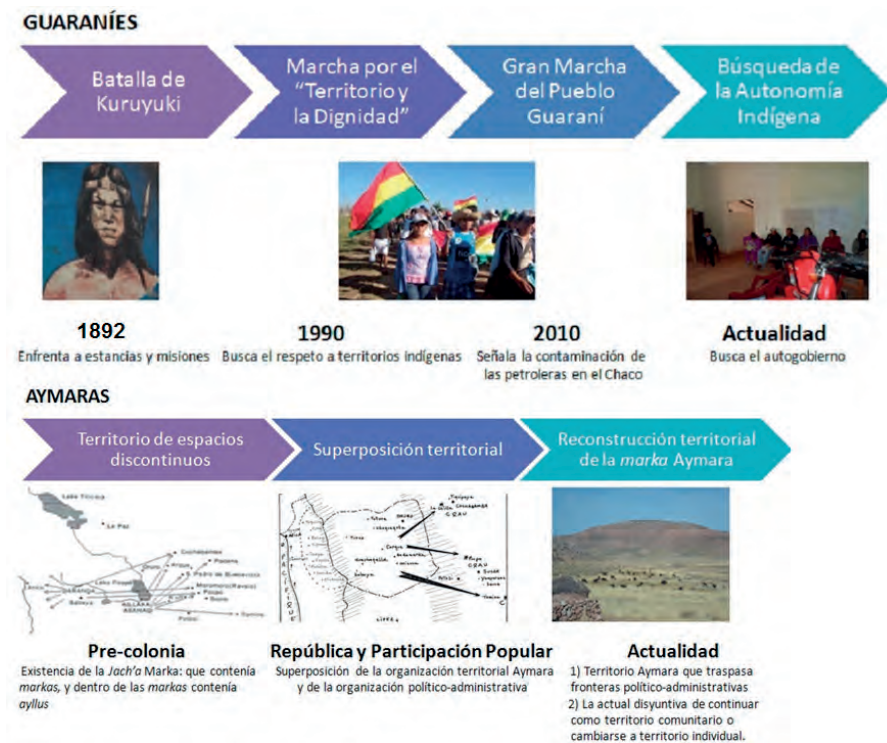 GUARANÍES
Batalla de
Kuruyuki
Marcha por el
"Territorio y
la Dignidad"
Gran Marcha
del Pueblo
Guaraní
Búsqueda de
la Autonomía
Indígena
1892
Enfrenta a estancias y misiones
1990
Busca el respeto a territorios indígenas
2010
Señala la contaminación de
las petroleras en el Chaco
Actualidad
Busca el autogobierno
AYMARAS
Territorio de espacios
discontinuos
Superposición territorial
Reconstrucción territorial
de la marka Aymara
La Paz
Cochabamba
Pre-colonia
Existencia de la Jach'a Marka: que contenía
markas, y dentro de las markas contenía
ayllus
República y Participación Popular
Superposición de la organización territorial Aymara
y de la organización político-administrativa
Actualidad
1) Territorio Aymara que traspasa
fronteras político-administrativas
2) La actual disyuntiva de continuar
como territorio comunitario o
cambiarse a territorio individual.